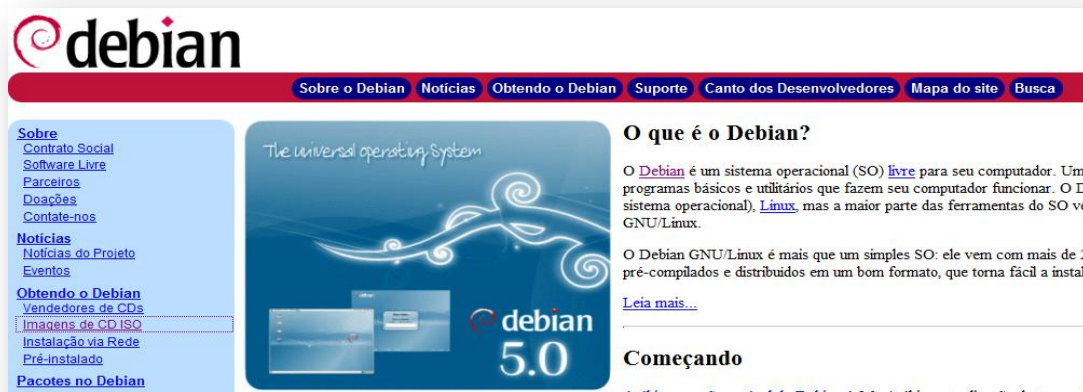 debian
Sobre o Debian Notícias Obtendo o Debian Suporte Canto dos Desenvolvedores Mapa do site Busca
Sobre
Contrato Social
Software Livre
Parceiros
Doações
Contate-nos
Notícias
Notícias do Projeto
Eventos
Obtendo o Debian
Vendedores de CDs
Imagens de CD ISO
Instalação via Rede
Pré-instalado
Pacotes no Debian
The universal operating System
debian
5.0
O que é o Debian?
O Debian é um sistema operacional (SO) livre para seu computador. Um
programas básicos e utilitários que fazem seu computador funcionar. O D
sistema operacional), Linux, mas a maior parte das ferramentas do SO vê
GNU/Linux.
O Debian GNU/Linux é mais que um simples SO: ele vem com mais de 2
pré-compilados e distribuidos em um bom formato, que torna fácil a instal
Leia mais...
Começando